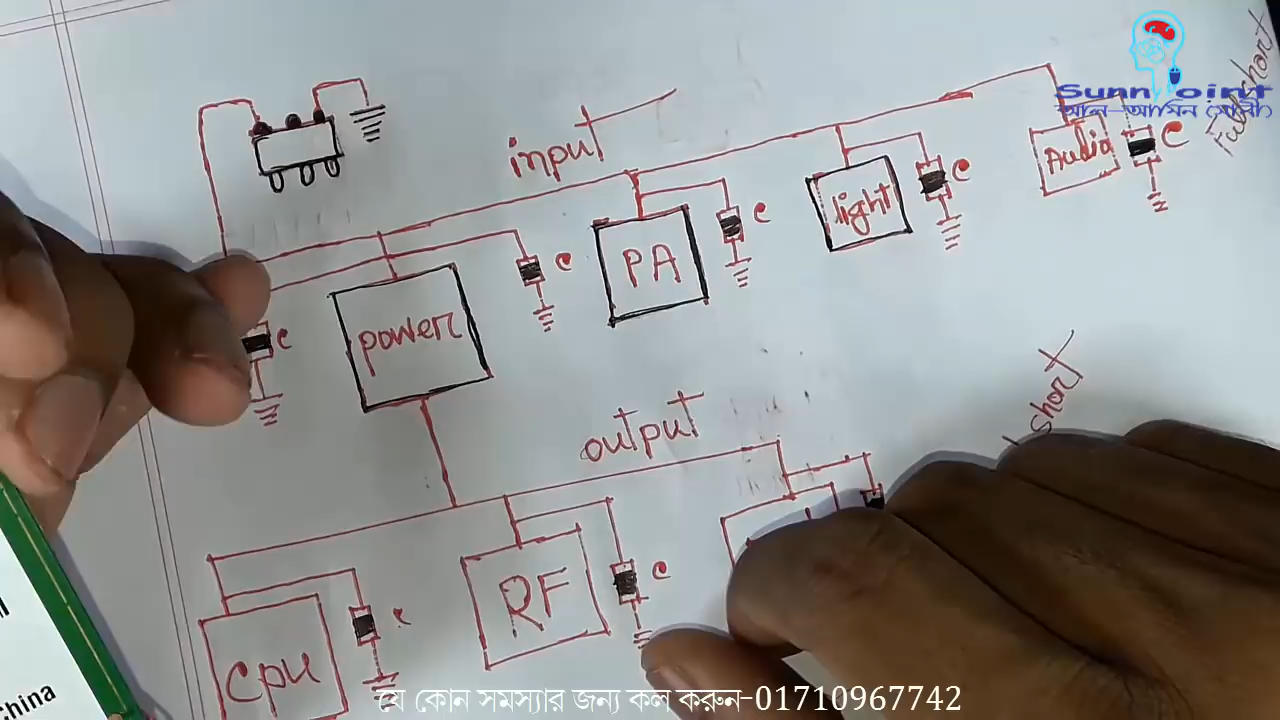 Sunn Point
আল-আমিন (সানী)
Full short
input
C
Audio
C
light
C
PA
C
power
C
output
short
C
RF
C
CPU
china
যে কোন সমস্যার জন্য কল করুন-01710967742